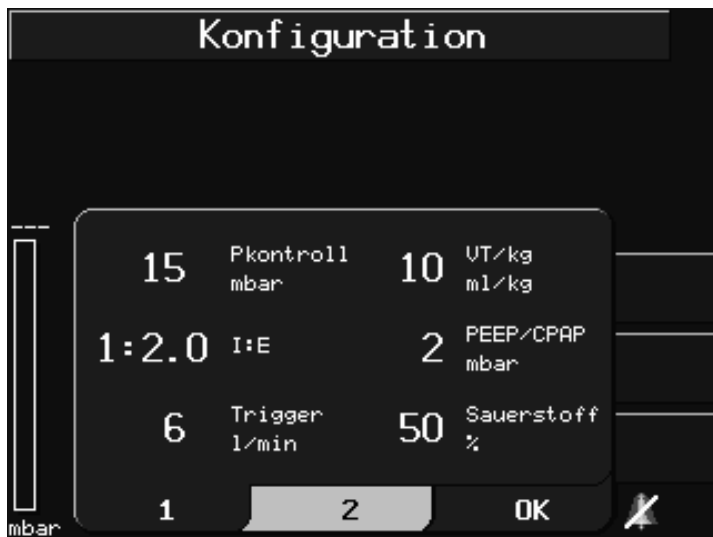 Konfiguration
---
15 Pkontroll mbar 10 VT/kg ml/kg
1:2.0 I:E 2 PEEP/CPAP mbar
6 Trigger l/min 50 Sauerstoff %
1 2 OK
mbar